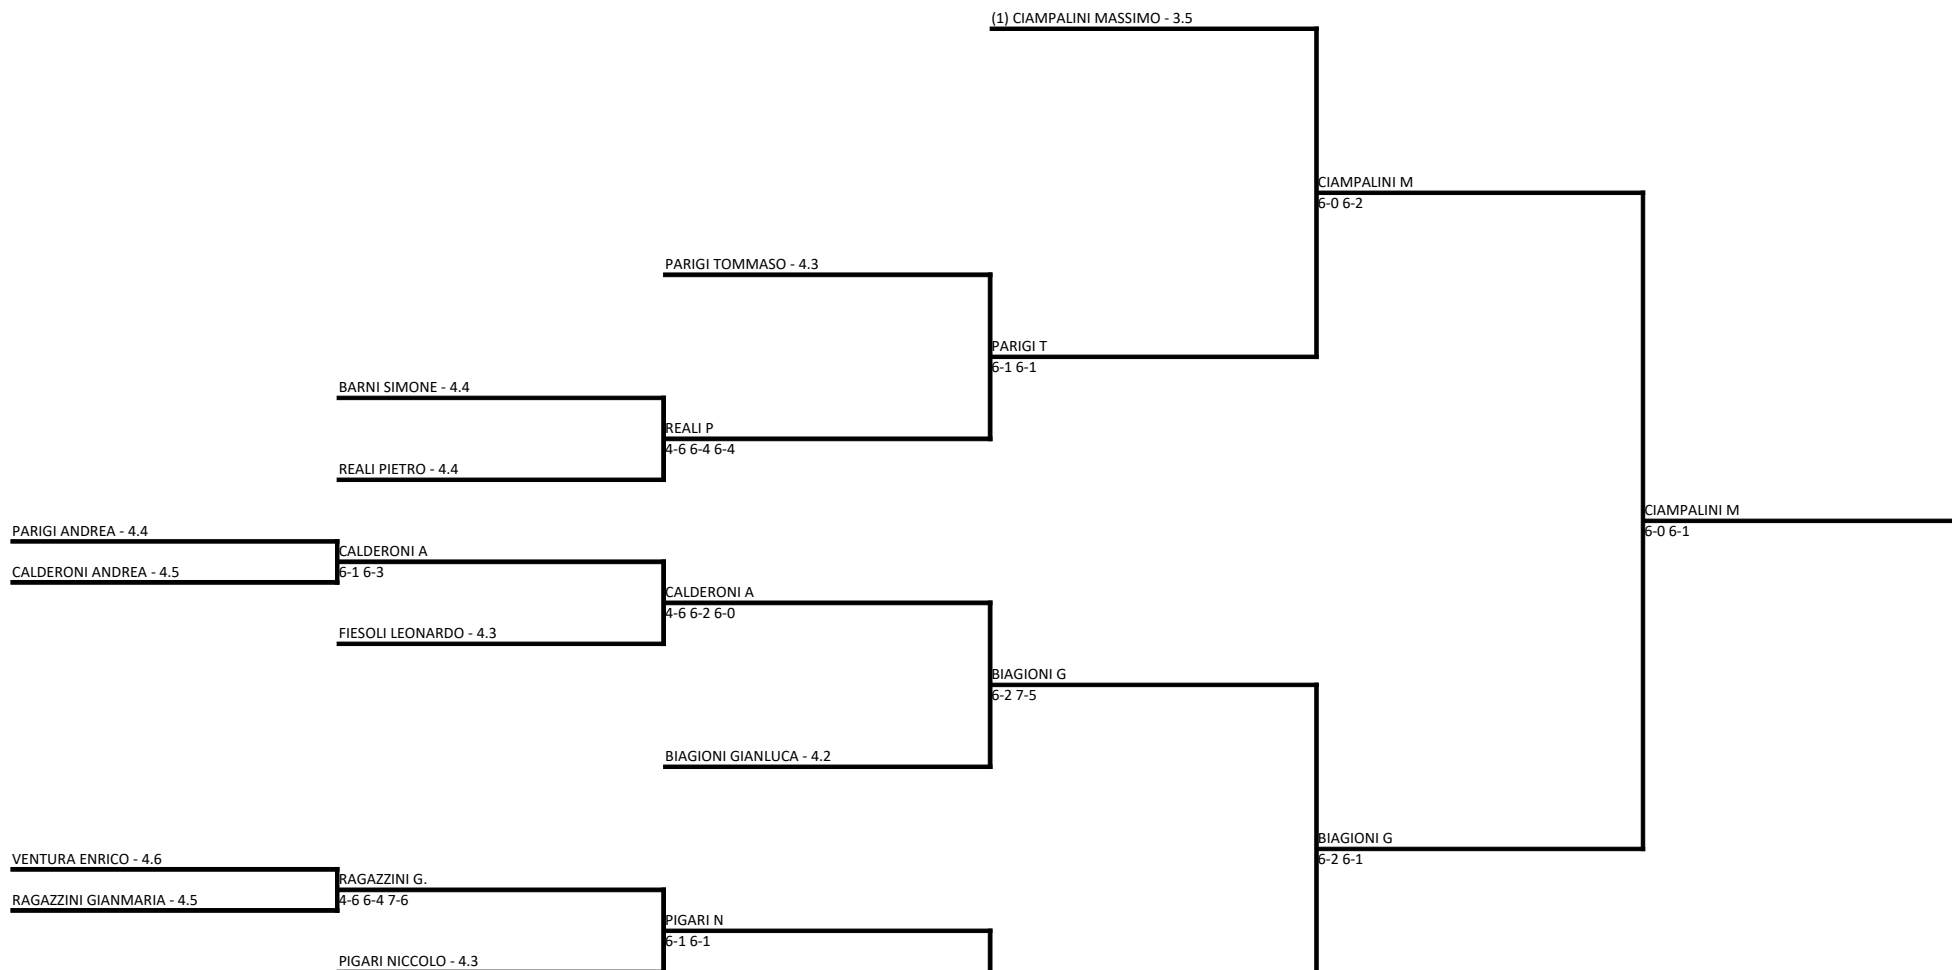 (1) CIAMPALINI MASSIMO - 3.5
CIAMPALINI M
6-0 6-2
PARIGI TOMMASO - 4.3
PARIGI T
6-1 6-1
BARNI SIMONE - 4.4
REALI P
4-6 6-4 6-4
REALI PIETRO - 4.4
CIAMPALINI M
6-0 6-1
PARIGI ANDREA - 4.4
CALDERONI A
6-1 6-3
CALDERONI ANDREA - 4.5
CALDERONI A
4-6 6-2 6-0
FIESOLI LEONARDO - 4.3
BIAGIONI G
6-2 7-5
BIAGIONI GIANLUCA - 4.2
BIAGIONI G
6-2 6-1
VENTURA ENRICO - 4.6
RAGAZZINI G.
4-6 6-4 7-6
RAGAZZINI GIANMARIA - 4.5
PIGARI N
6-1 6-1
PIGARI NICCOLO - 4.3